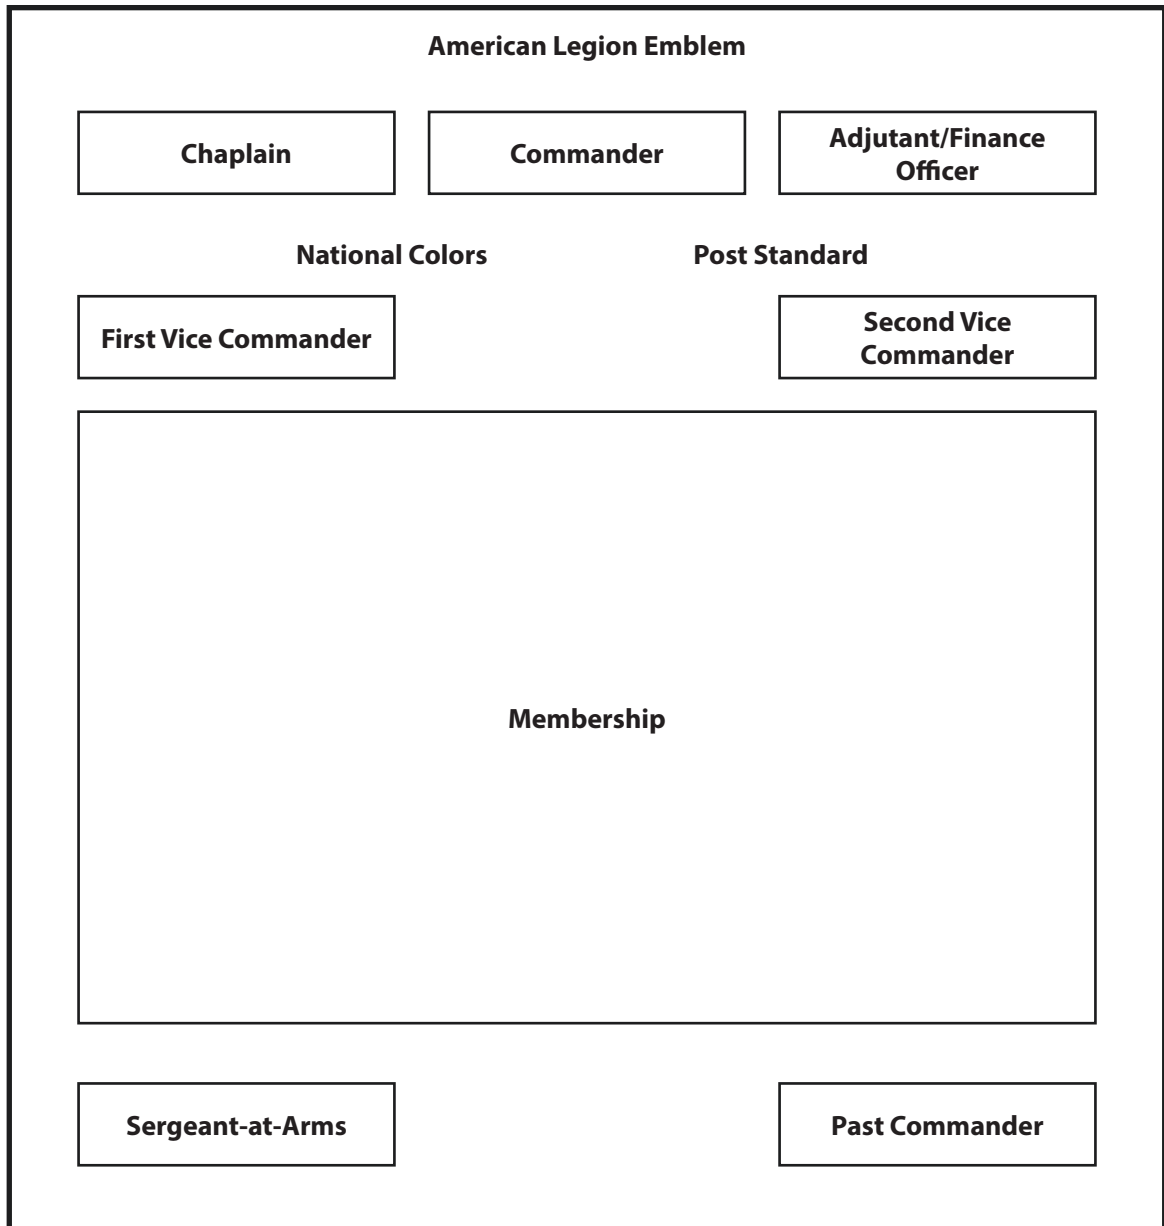 American Legion Emblem
Chaplain
Commander
Adjutant/Finance
Officer
National Colors
Post Standard
First Vice Commander
Second Vice
Commander
Membership
Sergeant-at-Arms
Past Commander